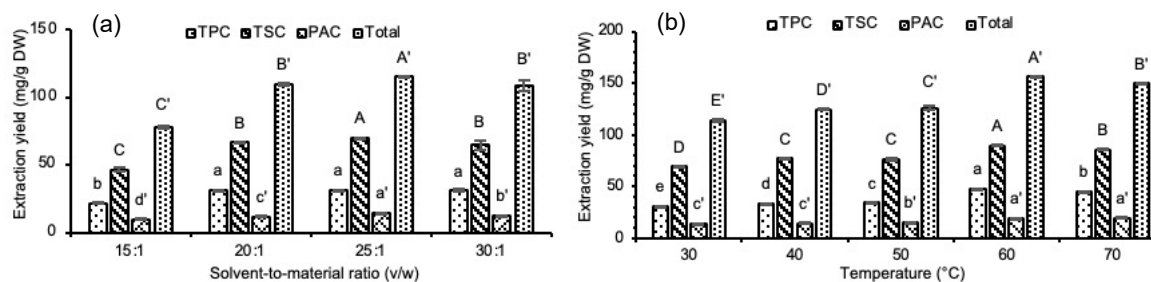 (a)
TPC TSC PAC Total
Extraction yield (mg/g DW)
150
100
50
0
b C d' C'
a B c' B'
a A a' A'
a B b' B'
15:1 20:1 25:1 30:1
Solvent-to-material ratio (v/w)
(b)
TPC TSC PAC Total
Extraction yield (mg/g DW)
200
150
100
50
0
e D c' E'
d C c' D'
c C b' C'
a A a' A'
b B a' B'
30 40 50 60 70
Temperature (°C)